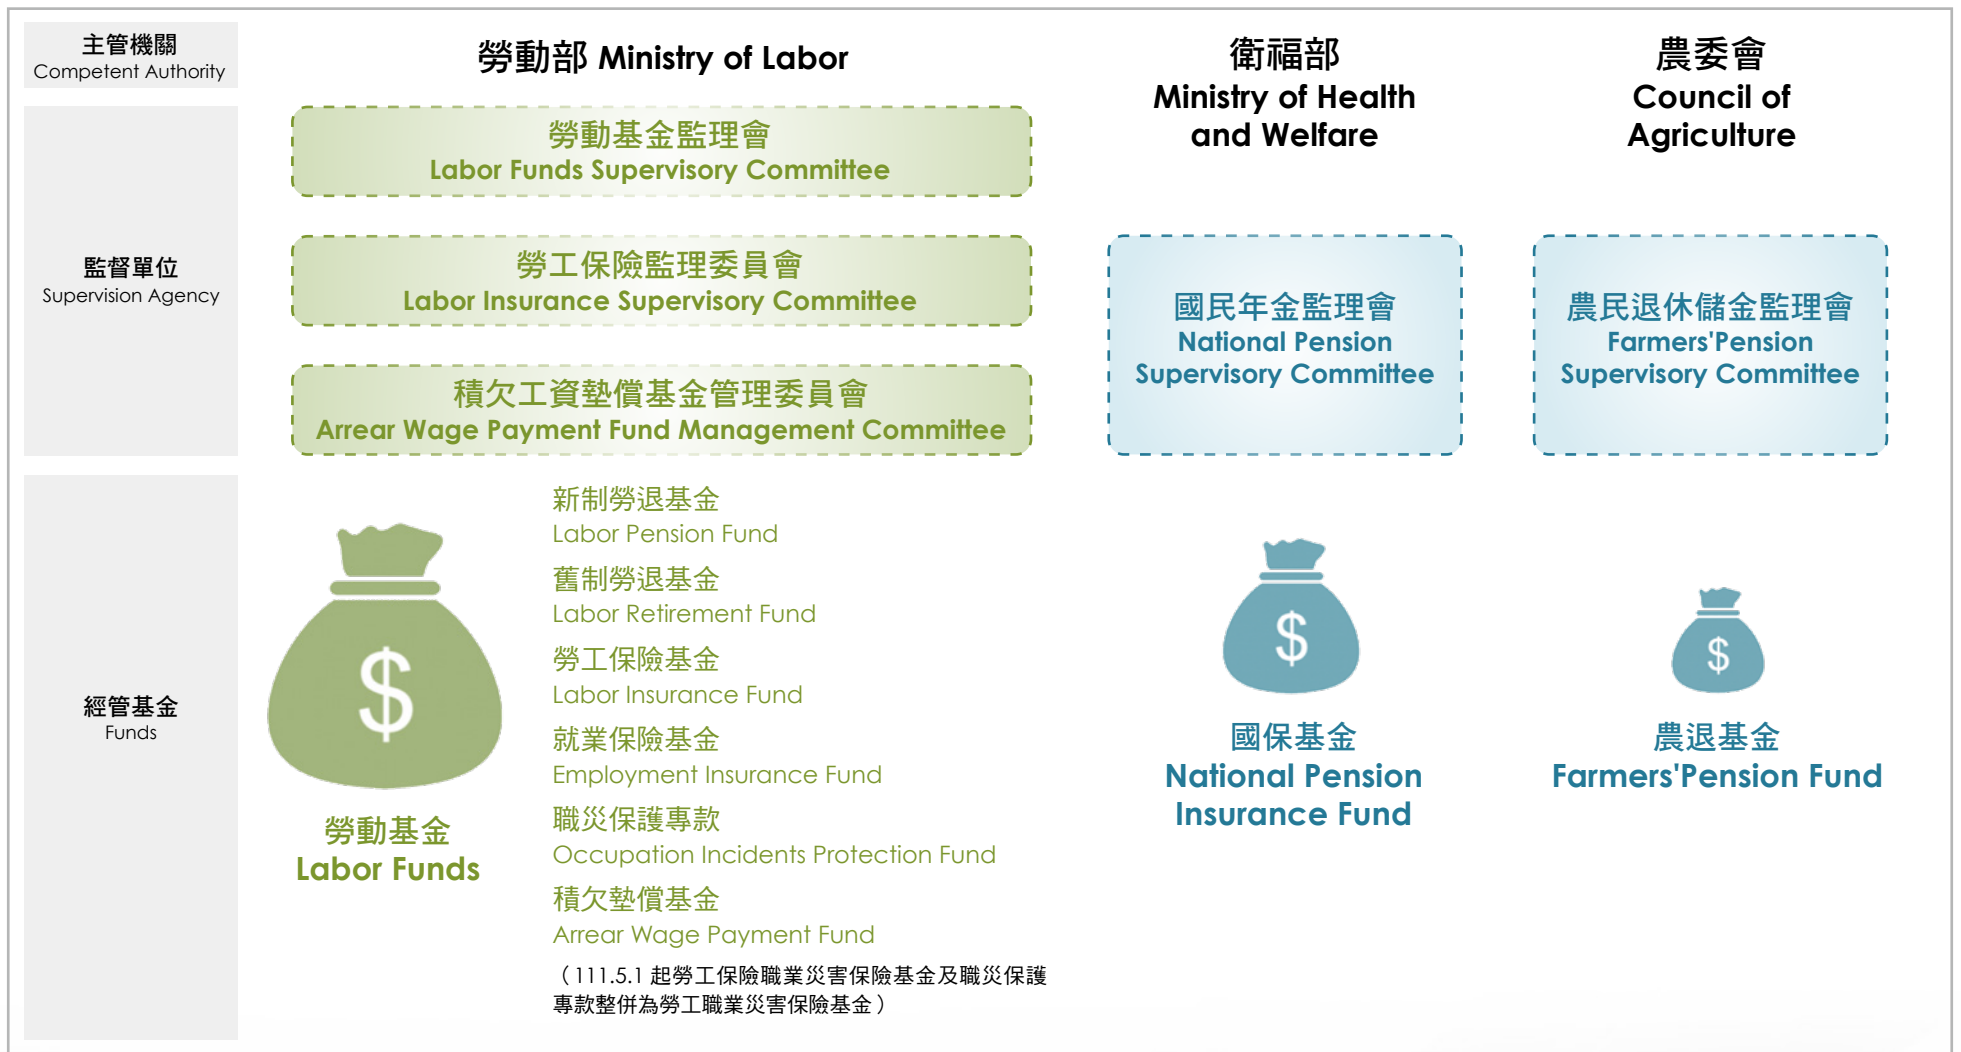 主管機關
Competent Authority
勞動部 Ministry of Labor
衛福部
Ministry of Health
and Welfare
農委會
Council of
Agriculture
監督單位
Supervision Agency
勞動基金監理會
Labor Funds Supervisory Committee
勞工保險監理委員會
Labor Insurance Supervisory Committee
積欠工資墊償基金管理委員會
Arrear Wage Payment Fund Management Committee
國民年金監理會
National Pension
Supervisory Committee
農民退休儲金監理會
Farmers'Pension
Supervisory Committee
經管基金
Funds
$
勞動基金
Labor Funds
新制勞退基金
Labor Pension Fund
舊制勞退基金
Labor Retirement Fund
勞工保險基金
Labor Insurance Fund
就業保險基金
Employment Insurance Fund
職災保護專款
Occupation Incidents Protection Fund
積欠墊償基金
Arrear Wage Payment Fund
（111.5.1 起勞工保險職業災害保險基金及職災保護
專款整併為勞工職業災害保險基金）
$
國保基金
National Pension
Insurance Fund
$
農退基金
Farmers'Pension Fund